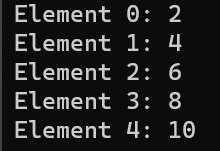 Element 0: 2
Element 1: 4
Element 2: 6
Element 3: 8
Element 4: 10